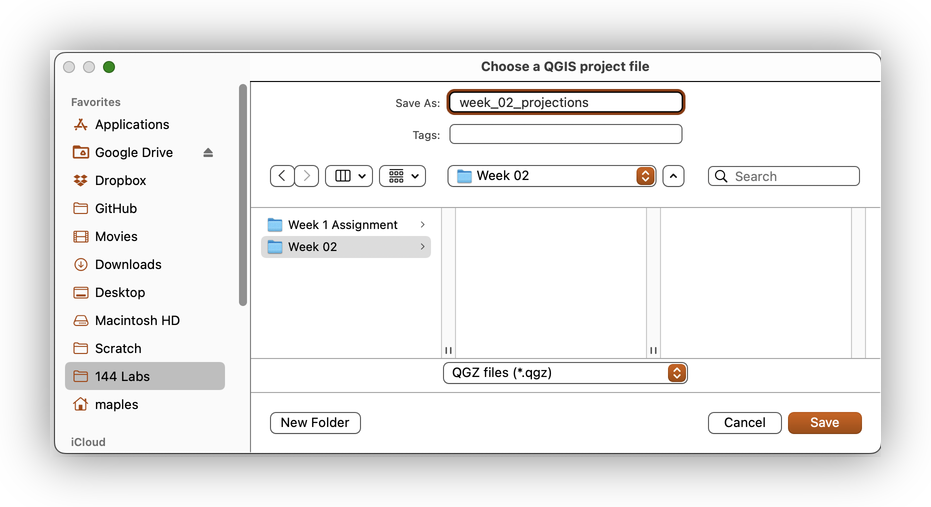 Choose a QGIS project file
Favorites
Applications
Google Drive
Dropbox
GitHub
Movies
Downloads
Desktop
Macintosh HD
Scratch
144 Labs
maples
iCloud
Save As: week_02_projections
Tags:
Week 02
Search
Week 1 Assignment
Week 02
QGZ files (*.qgz)
New Folder
Cancel
Save